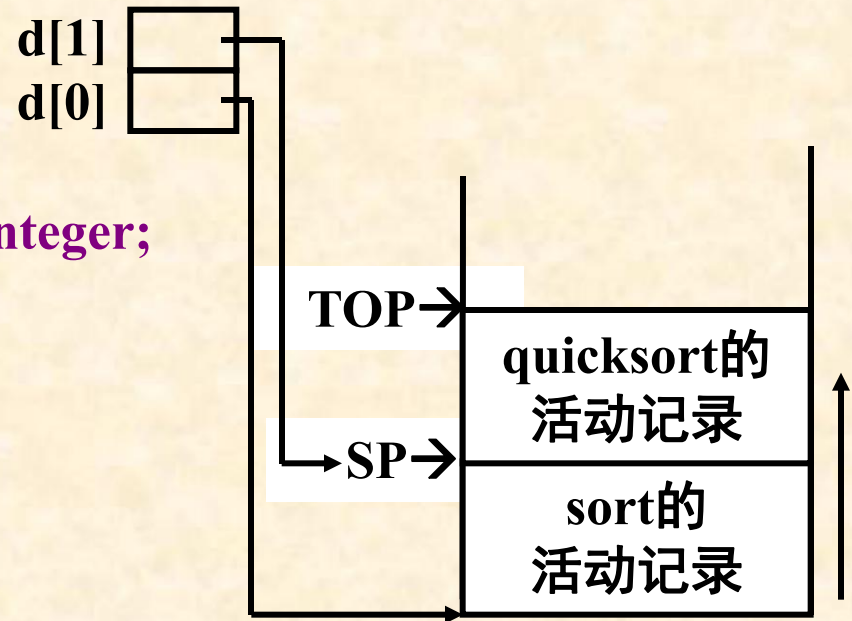 d[1]
d[0]
nteger;
TOP→
quicksort的
活动记录
SP→
sort的
活动记录